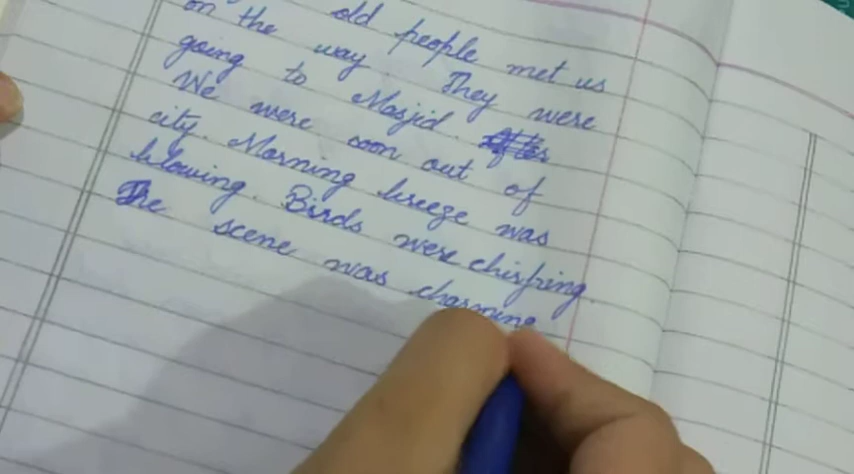 old people met us
on the way. They were
going to Masjid.
We were soon out of
city. Morning breeze was
blowing. Birds were chirping.
The scene was charming